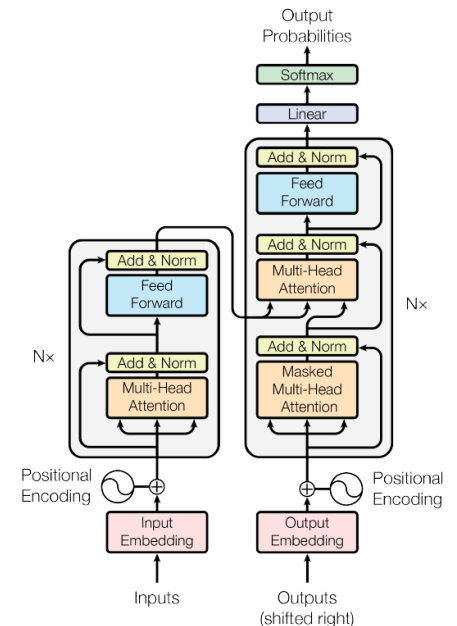 Output
Probabilities
Softmax
Linear
Add & Norm
Feed
Forward
Add & Norm
Multi-Head
Attention
Add & Norm
Masked
Multi-Head
Attention
N×
Add & Norm
Feed
Forward
Add & Norm
Multi-Head
Attention
N×
Positional
Encoding
Positional
Encoding
Input
Embedding
Output
Embedding
Inputs
Outputs
(shifted right)